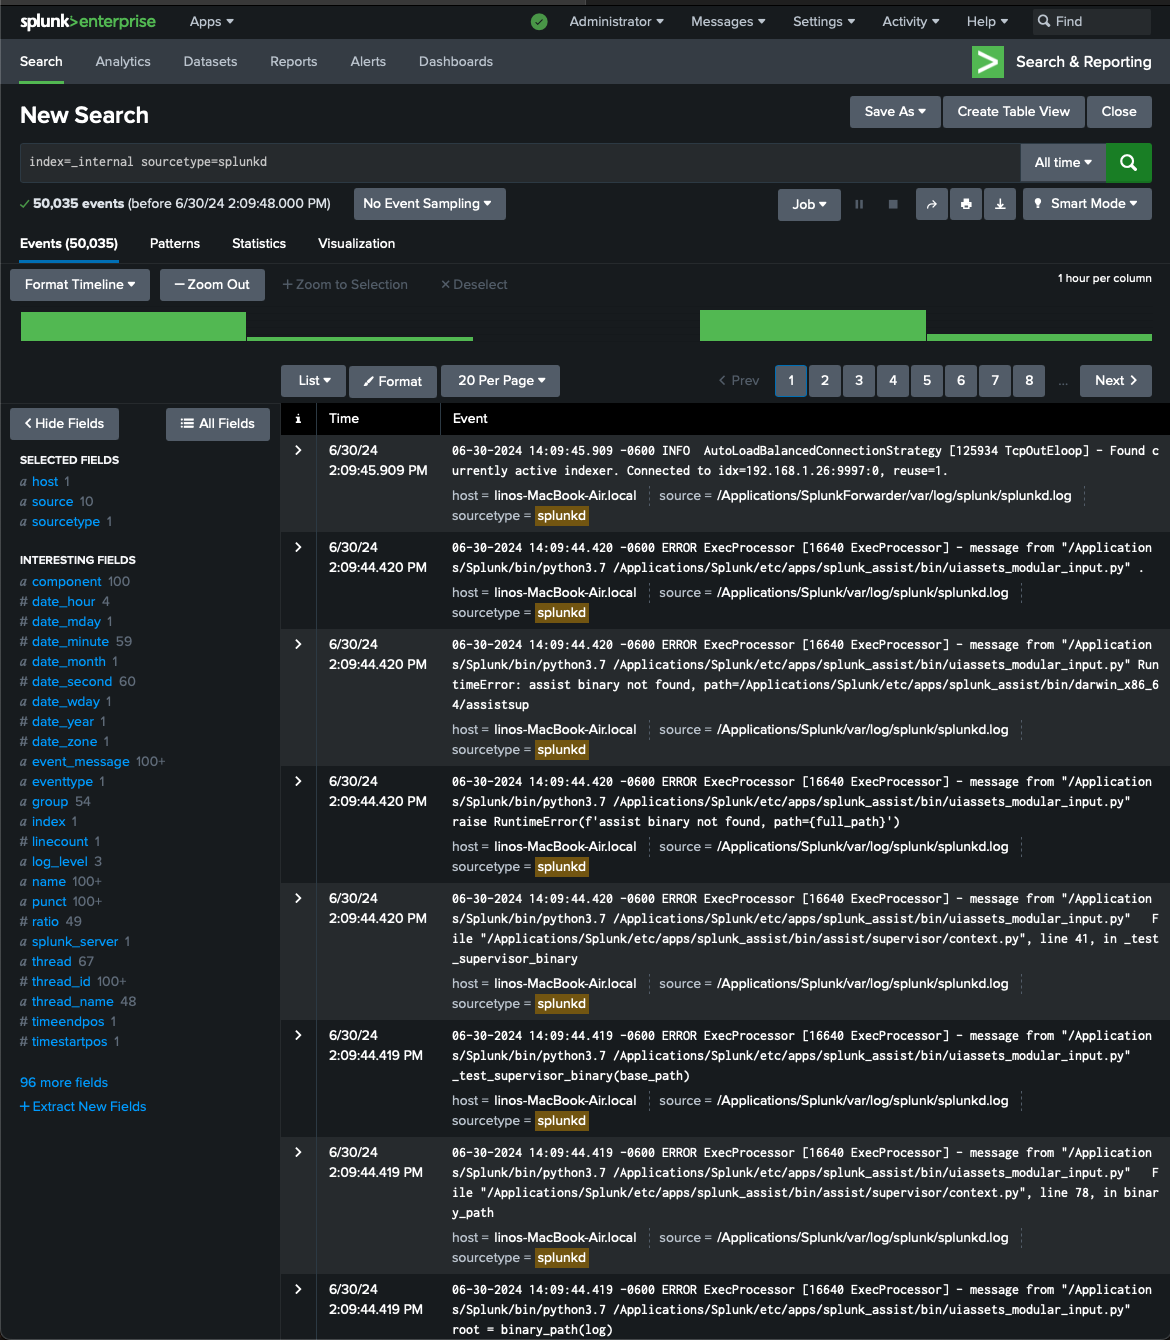 splunk>enterprise Apps ▾ Administrator ▾ Messages ▾ Settings ▾ Activity ▾ Help ▾ Find
Search Analytics Datasets Reports Alerts Dashboards Search & Reporting
New Search
Save As ▾ Create Table View Close
index=_internal sourcetype=splunkd
All time ▾
✓ 50,035 events (before 6/30/24 2:09:48.000 PM) No Event Sampling ▾ Job ▾ Smart Mode ▾
Events (50,035) Patterns Statistics Visualization
Format Timeline ▾ — Zoom Out + Zoom to Selection × Deselect 1 hour per column
List ▾ Format 20 Per Page ▾ < Prev 1 2 3 4 5 6 7 8 ... Next >
< Hide Fields All Fields
SELECTED FIELDS
a host 1
a source 10
a sourcetype 1
INTERESTING FIELDS
a component 100
# date_hour 4
# date_mday 1
# date_minute 59
a date_month 1
# date_second 60
a date_wday 1
# date_year 1
# date_zone 1
a event_message 100+
a eventtype 1
a group 54
a index 1
# linecount 1
a log_level 3
a name 100+
a punct 100+
# ratio 49
a splunk_server 1
a thread 67
# thread_id 100+
a thread_name 48
# timeendpos 1
# timestartpos 1
96 more fields
+ Extract New Fields
i Time Event
6/30/24
2:09:45.909 PM
06-30-2024 14:09:45.909 -0600 INFO  AutoLoadBalancedConnectionStrategy [125934 TcpOutEloop] - Found c
urrently active indexer. Connected to idx=192.168.1.26:9997:0, reuse=1.
host = linos-MacBook-Air.local source = /Applications/SplunkForwarder/var/log/splunk/splunkd.log
sourcetype = splunkd
6/30/24
2:09:44.420 PM
06-30-2024 14:09:44.420 -0600 ERROR ExecProcessor [16640 ExecProcessor] - message from "/Application
s/Splunk/bin/python3.7 /Applications/Splunk/etc/apps/splunk_assist/bin/uiassets_modular_input.py" .
host = linos-MacBook-Air.local source = /Applications/Splunk/var/log/splunk/splunkd.log
sourcetype = splunkd
6/30/24
2:09:44.420 PM
06-30-2024 14:09:44.420 -0600 ERROR ExecProcessor [16640 ExecProcessor] - message from "/Application
s/Splunk/bin/python3.7 /Applications/Splunk/etc/apps/splunk_assist/bin/uiassets_modular_input.py" Run
timeError: assist binary not found, path=/Applications/Splunk/etc/apps/splunk_assist/bin/darwin_x86_6
4/assistsup
host = linos-MacBook-Air.local source = /Applications/Splunk/var/log/splunk/splunkd.log
sourcetype = splunkd
6/30/24
2:09:44.420 PM
06-30-2024 14:09:44.420 -0600 ERROR ExecProcessor [16640 ExecProcessor] - message from "/Application
s/Splunk/bin/python3.7 /Applications/Splunk/etc/apps/splunk_assist/bin/uiassets_modular_input.py"
raise RuntimeError(f'assist binary not found, path={full_path}')
host = linos-MacBook-Air.local source = /Applications/Splunk/var/log/splunk/splunkd.log
sourcetype = splunkd
6/30/24
2:09:44.420 PM
06-30-2024 14:09:44.420 -0600 ERROR ExecProcessor [16640 ExecProcessor] - message from "/Application
s/Splunk/bin/python3.7 /Applications/Splunk/etc/apps/splunk_assist/bin/uiassets_modular_input.py"   F
ile "/Applications/Splunk/etc/apps/splunk_assist/bin/assist/supervisor/context.py", line 41, in _test
_supervisor_binary
host = linos-MacBook-Air.local source = /Applications/Splunk/var/log/splunk/splunkd.log
sourcetype = splunkd
6/30/24
2:09:44.419 PM
06-30-2024 14:09:44.419 -0600 ERROR ExecProcessor [16640 ExecProcessor] - message from "/Application
s/Splunk/bin/python3.7 /Applications/Splunk/etc/apps/splunk_assist/bin/uiassets_modular_input.py"
_test_supervisor_binary(base_path)
host = linos-MacBook-Air.local source = /Applications/Splunk/var/log/splunk/splunkd.log
sourcetype = splunkd
6/30/24
2:09:44.419 PM
06-30-2024 14:09:44.419 -0600 ERROR ExecProcessor [16640 ExecProcessor] - message from "/Application
s/Splunk/bin/python3.7 /Applications/Splunk/etc/apps/splunk_assist/bin/uiassets_modular_input.py"   F
ile "/Applications/Splunk/etc/apps/splunk_assist/bin/assist/supervisor/context.py", line 78, in binar
y_path
host = linos-MacBook-Air.local source = /Applications/Splunk/var/log/splunk/splunkd.log
sourcetype = splunkd
6/30/24
2:09:44.419 PM
06-30-2024 14:09:44.419 -0600 ERROR ExecProcessor [16640 ExecProcessor] - message from "/Application
s/Splunk/bin/python3.7 /Applications/Splunk/etc/apps/splunk_assist/bin/uiassets_modular_input.py"
root = binary_path(log)